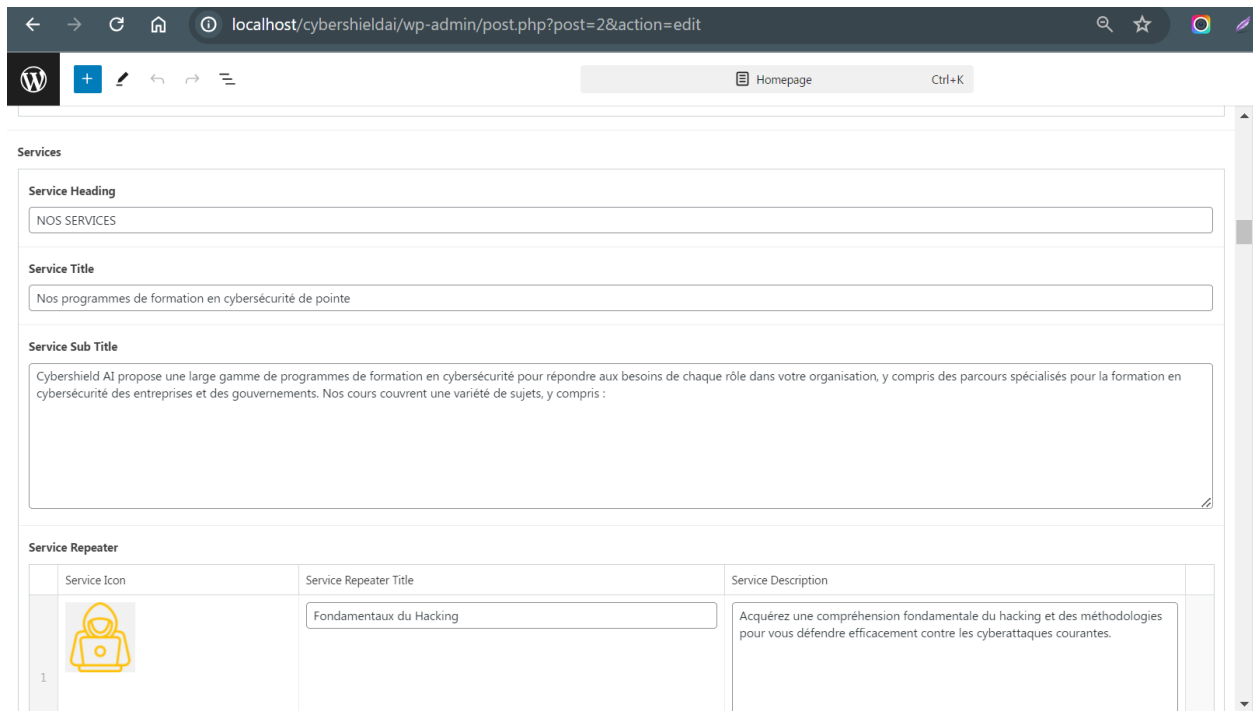 localhost/cybershieldai/wp-admin/post.php?post=2&action=edit
Homepage Ctrl+K
Services
Service Heading
NOS SERVICES
Service Title
Nos programmes de formation en cybersécurité de pointe
Service Sub Title
Cybershield AI propose une large gamme de programmes de formation en cybersécurité pour répondre aux besoins de chaque rôle dans votre organisation, y compris des parcours spécialisés pour la formation en
cybersécurité des entreprises et des gouvernements. Nos cours couvrent une variété de sujets, y compris :
Service Repeater
Service Icon Service Repeater Title Service Description
Fondamentaux du Hacking
Acquérez une compréhension fondamentale du hacking et des méthodologies
pour vous défendre efficacement contre les cyberattaques courantes.
1